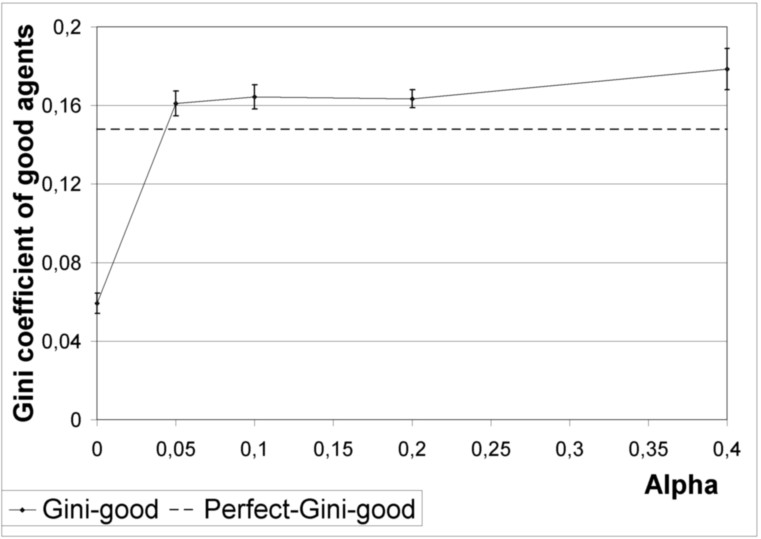 Gini coefficient of good agents
0,2
0,16
0,12
0,08
0,04
0
0 0,05 0,1 0,15 0,2 0,25 0,3 0,35 0,4
Alpha
Gini-good Perfect-Gini-good